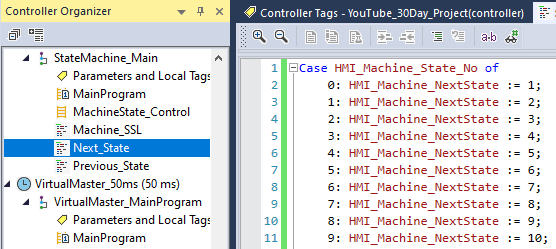 Controller Organizer
StateMachine_Main
Parameters and Local Tags
MainProgram
MachineState_Control
Machine_SSL
Next_State
Previous_State
VirtualMaster_50ms (50 ms)
VirtualMaster_MainProgram
Parameters and Local Tags
MainProgram
Controller Tags - YouTube_30Day_Project(controller)
a-b
1 Case HMI_Machine_State_No of
2 0: HMI_Machine_NextState := 1;
3 1: HMI_Machine_NextState := 2;
4 2: HMI_Machine_NextState := 3;
5 3: HMI_Machine_NextState := 4;
6 4: HMI_Machine_NextState := 5;
7 5: HMI_Machine_NextState := 6;
8 6: HMI_Machine_NextState := 7;
9 7: HMI_Machine_NextState := 8;
10 8: HMI_Machine_NextState := 9;
11 9: HMI_Machine_NextState := 10;